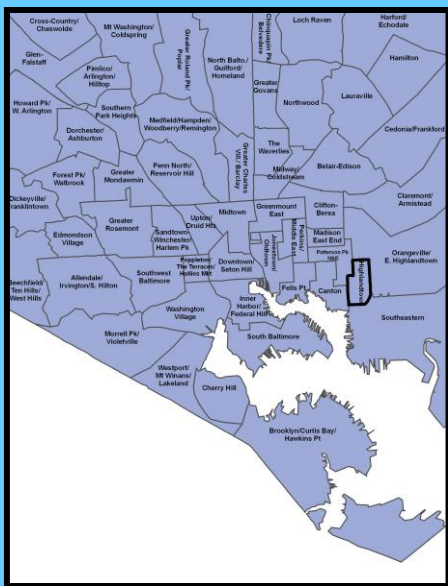 Cross-Country/
Cheswolde
Mt Washington/
Coldspring
Greater Roland Pk/
Poplar
Chinquapin Pk/
Belvedere
Loch Raven
Harford/
Echodale
Glen-
Falstaff
Pimlico/
Arlington/
Hilltop
North Balto./
Guilford/
Homeland
Hamilton
Greater
Govans
Lauraville
Howard Pk/
W. Arlington
Southern
Park Heights
Northwood
Medfield/Hampden/
Woodberry/Remington
Dorchester/
Ashburton
Cedonia/Frankford
The
Waverlies
Greater Charles
Vill./ Barclay
Penn North/
Reservoir Hill
Midway/
Coldstream
Belair-Edison
Forest Pk/
Walbrook
Greater
Mondawmin
Claremont/
Armistead
Dickeyville/
Franklintown
Greater
Rosemont
Upton/
Druid Hts
Midtown
Greenmount
East
Clifton-
Berea
Edmondson
Village
Sandtown-
Winchester/
Harlem Pk
Jonestown/
Oldtown
Perkins/
Middle East
Madison
East End
Orangeville/
E. Highlandtown
Patterson Pk
Highlandtown
Beechfield/
Ten Hills/
West Hills
Allendale/
Irvington/S. Hilton
Southwest
Baltimore
Poppleton/
The Terraces/
Hollins Mkt
Downtown/
Seton Hill
Fells Pt
Canton
Inner
Harbor/
Federal Hill
Washington
Village
Southeastern
Morrell Pk/
Violetville
South Baltimore
Westport/
Mt Winans/
Lakeland
Cherry Hill
Brooklyn/Curtis Bay/
Hawkins Pt